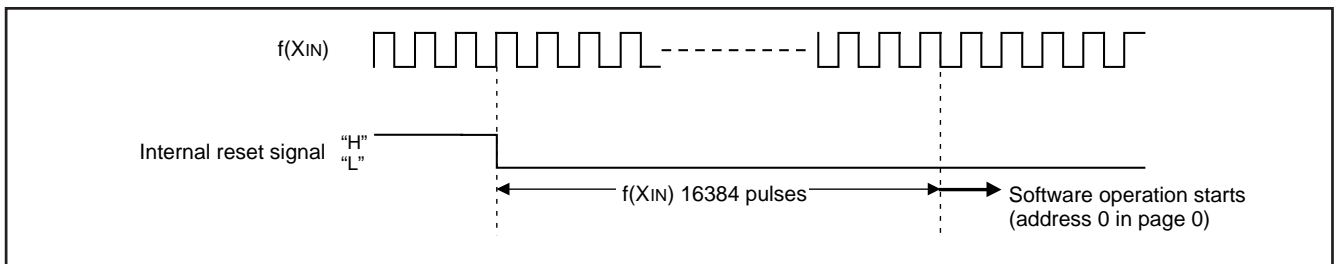 f(XIN)
Internal reset signal
“H”
“L”
f(XIN) 16384 pulses
Software operation starts
(address 0 in page 0)